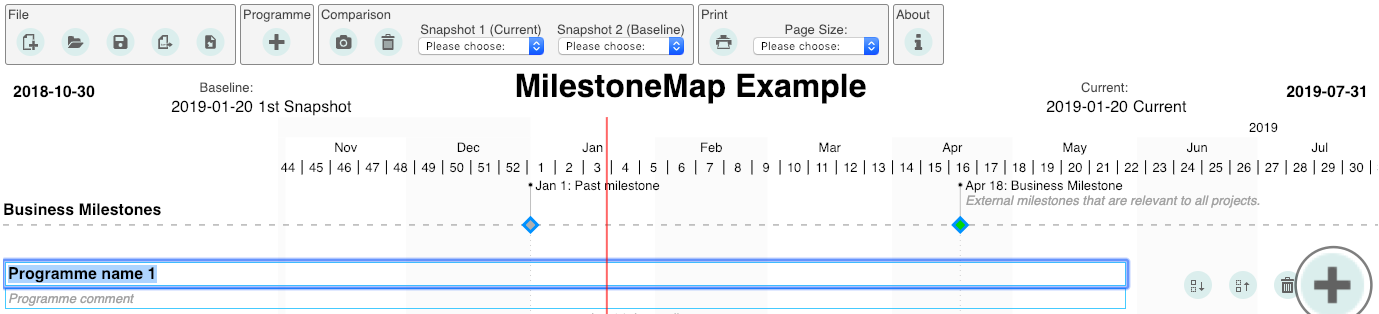 File
Programme
Comparison
Print
About
Snapshot 1 (Current)
Snapshot 2 (Baseline)
Page Size:
Please choose:
Please choose:
Please choose:
MilestoneMap Example
2018-10-30
Baseline:
2019-01-20 1st Snapshot
Current:
2019-01-20 Current
2019-07-31
2019
Nov Dec Jan Feb Mar Apr May Jun Jul
44 | 45 | 46 | 47 | 48 | 49 | 50 | 51 | 52 | 1 | 2 | 3 | 4 | 5 | 6 | 7 | 8 | 9 | 10 | 11 | 12 | 13 | 14 | 15 | 16 | 17 | 18 | 19 | 20 | 21 | 22 | 23 | 24 | 25 | 26 | 27 | 28 | 29 | 30 |
Jan 1: Past milestone
Apr 18: Business Milestone
External milestones that are relevant to all projects.
Business Milestones
Programme name 1
Programme comment